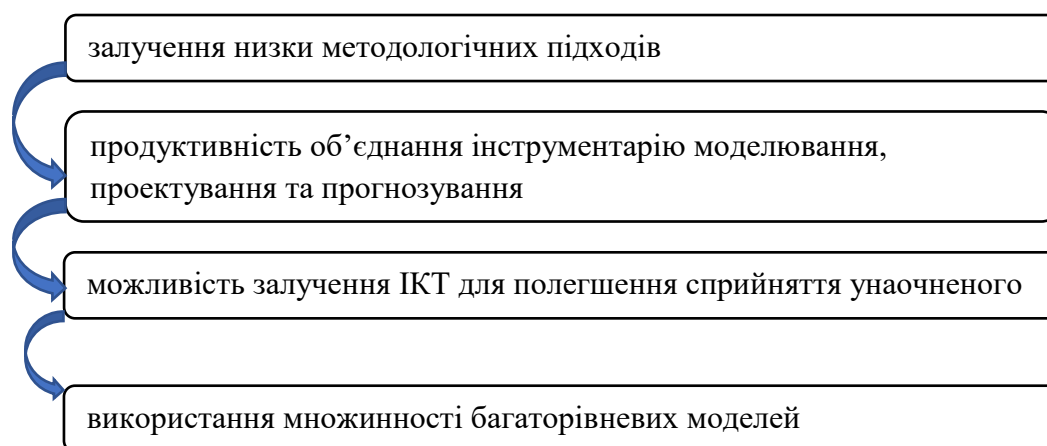 залучення низки методологічних підходів
продуктивність об’єднання інструментарію моделювання,
проектування та прогнозування
можливість залучення ІКТ для полегшення сприйняття унаочненого
використання множинності багаторівневих моделей